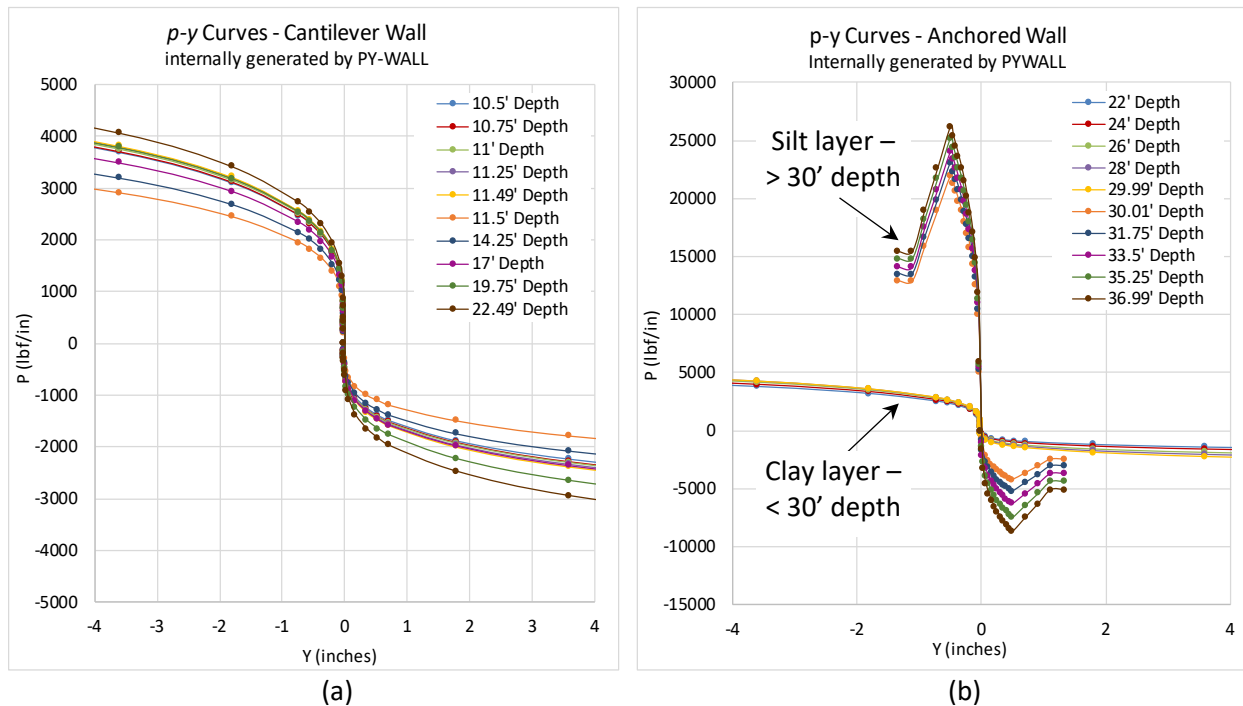 p-y Curves - Cantilever Wall
internally generated by PY-WALL
5000
4000
3000
2000
1000
0
-1000
-2000
-3000
-4000
-5000
P (lbf/in)
-4 -3 -2 -1 0 1 2 3 4
Y (inches)
10.5' Depth
10.75' Depth
11' Depth
11.25' Depth
11.49' Depth
11.5' Depth
14.25' Depth
17' Depth
19.75' Depth
22.49' Depth
(a)
p-y Curves - Anchored Wall
Internally generated by PYWALL
30000
25000
20000
15000
10000
5000
0
-5000
-10000
-15000
P (lbf/in)
-4 -2 0 2 4
Y (inches)
Silt layer –
> 30' depth
Clay layer –
< 30' depth
22' Depth
24' Depth
26' Depth
28' Depth
29.99' Depth
30.01' Depth
31.75' Depth
33.5' Depth
35.25' Depth
36.99' Depth
(b)